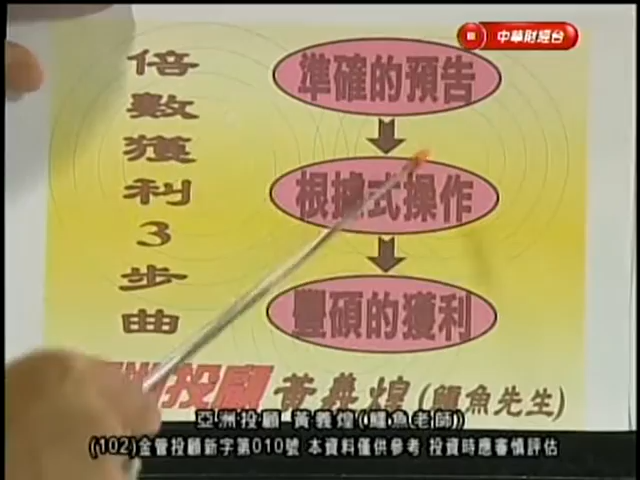 中華財經台
倍數獲利3步曲
準確的預告
根據式操作
豐碩的獲利
亞洲投顧 黃義煌(鱷魚先生)
亞洲投顧 黃義煌(鱷魚老師)
(102)金管投顧新字第010號 本資料僅供參考 投資時應審慎評估